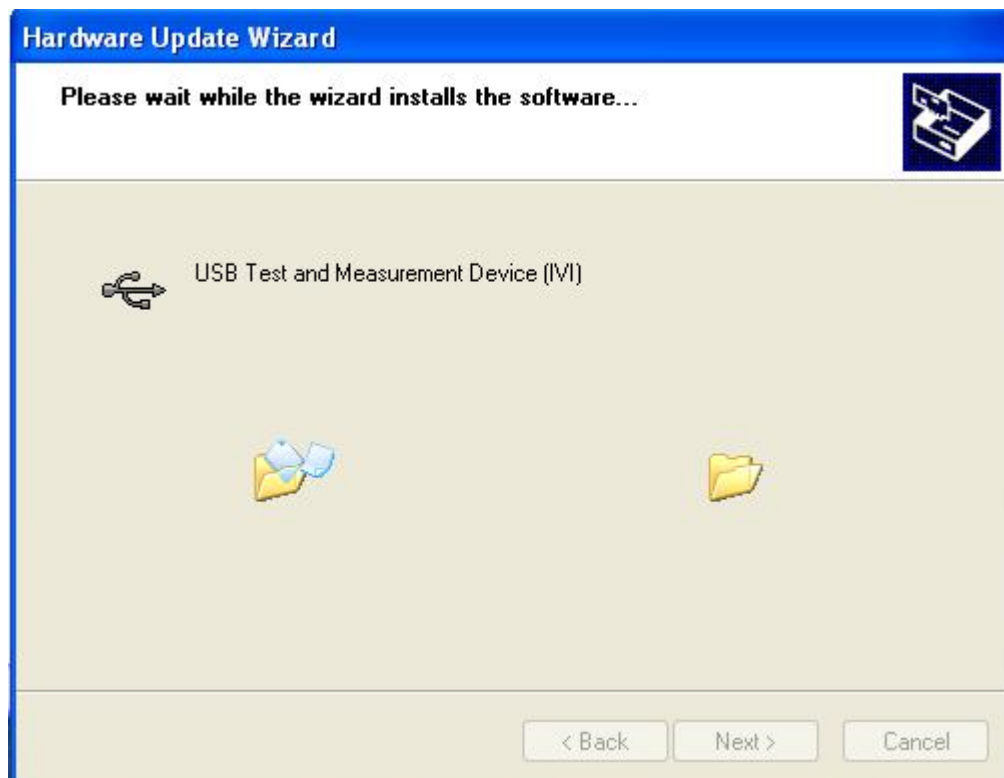 Hardware Update Wizard
Please wait while the wizard installs the software...
USB Test and Measurement Device (IVI)
< Back
Next >
Cancel